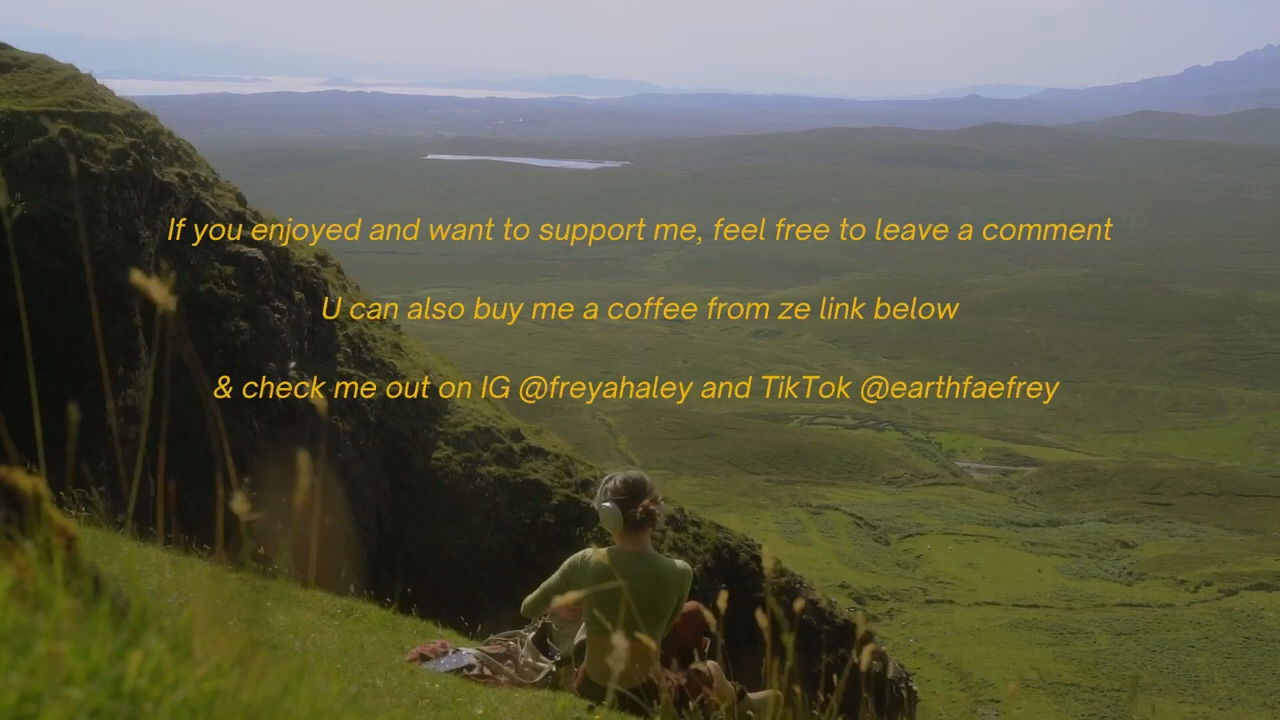 If you enjoyed and want to support me, feel free to leave a comment
U can also buy me a coffee from ze link below
& check me out on IG @freyahaley and TikTok @earthfaefrey